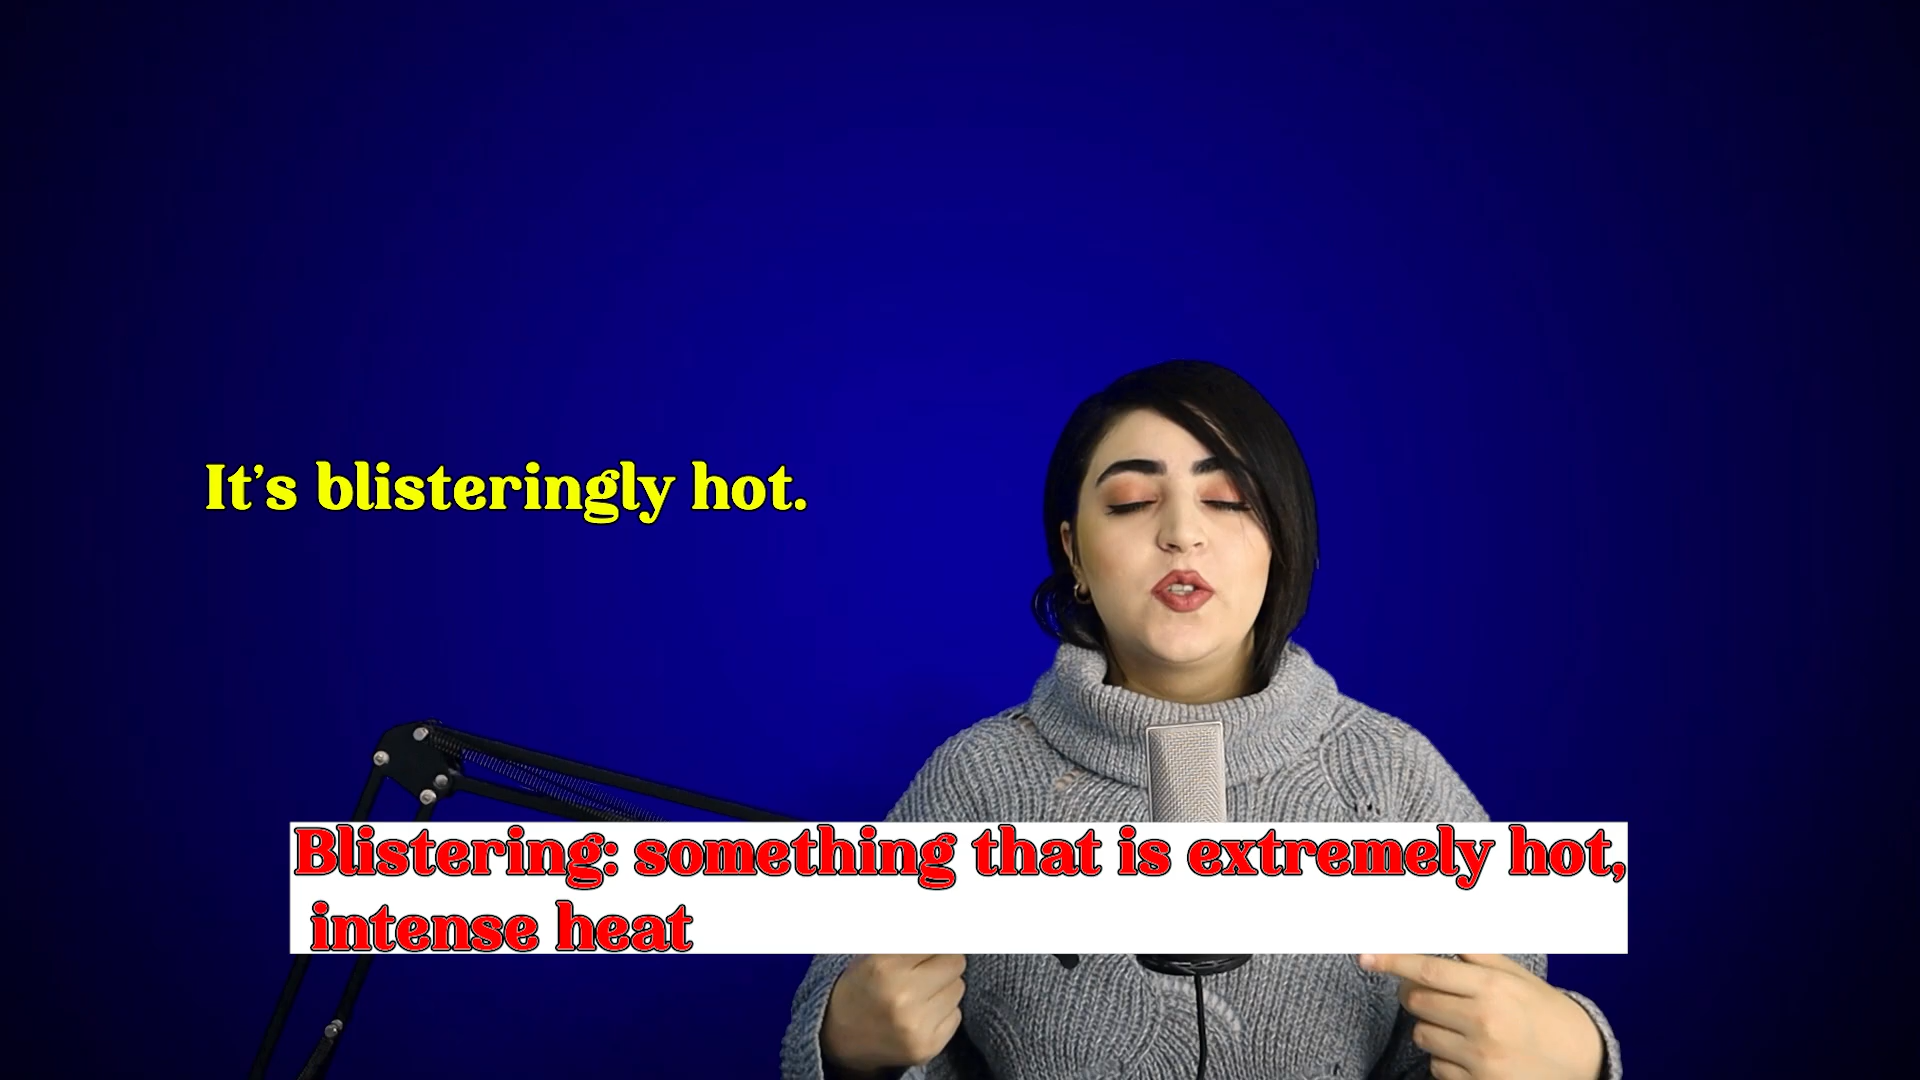 It's blisteringly hot.
Blistering: something that is extremely hot,
intense heat